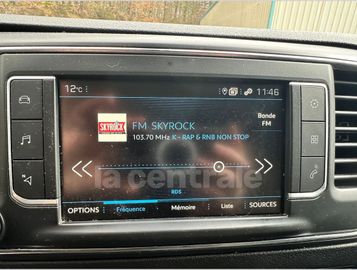 12°C
11:46
SKYROCK
FM SKYROCK
Bande
FM
103.70 MHz K - RAP & RNB NON STOP
la centrale
RDS
OPTIONS Fréquence Mémoire Liste SOURCES
N